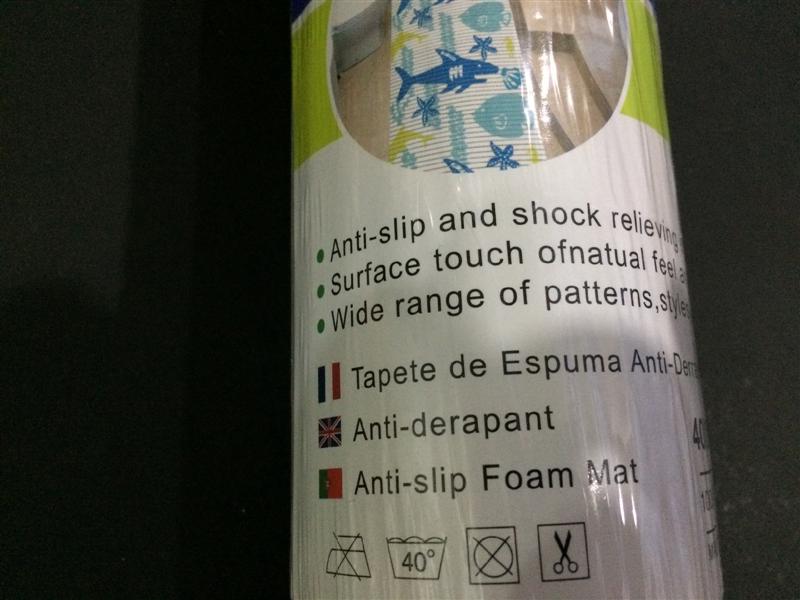 Anti-slip and shock relieving
Surface touch ofnatual feel
Wide range of patterns,styles
Tapete de Espuma
Anti-derapant
Anti-slip Foam Mat
40°